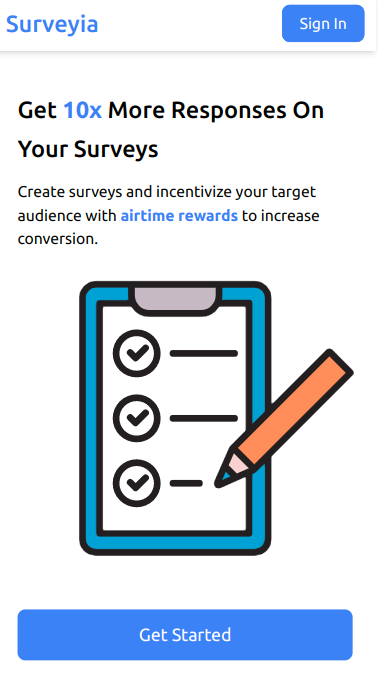 Surveyia
Sign In
Get 10x More Responses On
Your Surveys
Create surveys and incentivize your target
audience with airtime rewards to increase
conversion.
Get Started